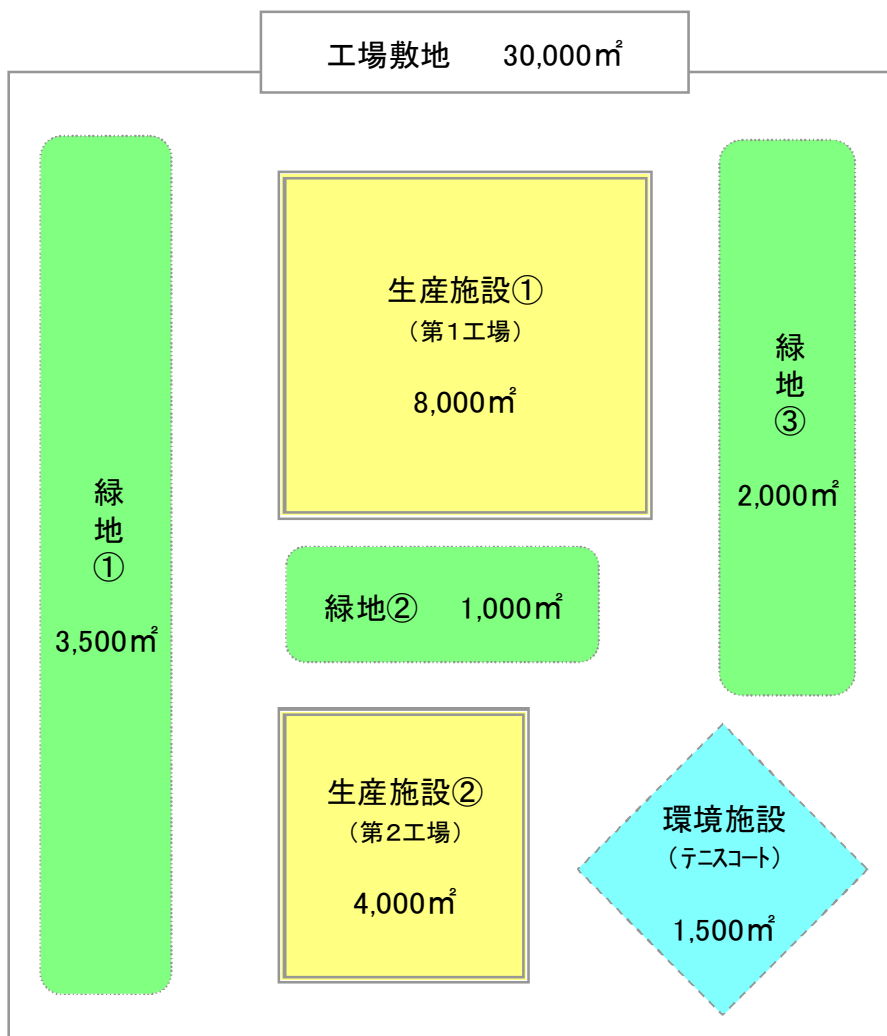 工場敷地　　30,000㎡
生産施設①
（第1工場）
8,000㎡
緑
地
③
2,000㎡
緑
地
①
3,500㎡
緑地②　1,000㎡
生産施設②
（第2工場）
4,000㎡
環境施設
（テニスコート）
1,500㎡